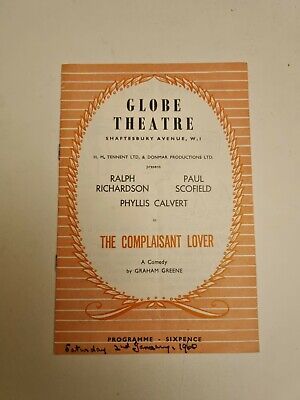 GLOBE
THEATRE
SHAFTESBURY AVENUE, W.1
H. M. TENNENT LTD. & DONMAR PRODUCTIONS LTD.
present
RALPH PAUL
RICHARDSON SCOFIELD
PHYLLIS CALVERT
in
THE COMPLAISANT LOVER
A Comedy
by GRAHAM GREENE
PROGRAMME - SIXPENCE
Saturday 2nd January, 1960